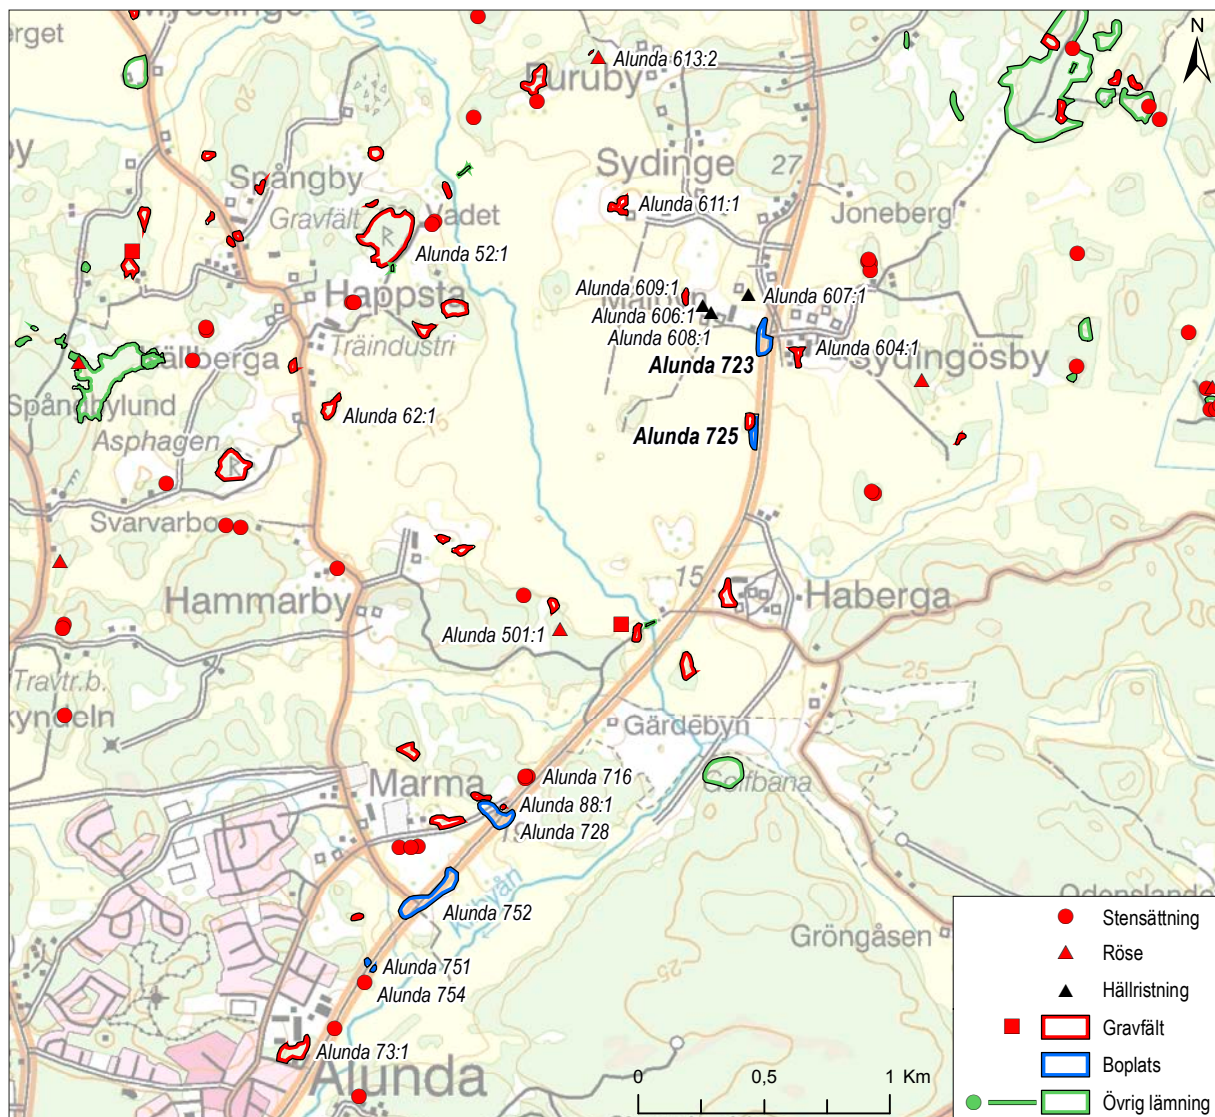 N
Alunda 613:2
Furuby
20
Sydinge
27
Spångby
Gravfält
Vadet
Alunda 611:1
Joneberg
Alunda 52:1
Happsta
Alunda 609:1
Alunda 607:1
Alunda 606:1
Alunda 608:1
Träindustri
Alunda 723
Alunda 604:1
Sydingösby
Vällberga
Spångbylund
Alunda 62:1
Asphagen
Alunda 725
Svarvarbo
15
Hammarby
Haberga
Alunda 501:1
25
Travtr.b.
Gärdebyn
Marma
Alunda 716
Golfbana
Alunda 88:1
Alunda 728
Alunda 752
Gröngåsen
25
Alunda 751
Alunda 754
Alunda 73:1
Alunda
0 0,5 1 Km
Stensättning
Röse
Hällristning
Gravfält
Boplats
Övrig lämning